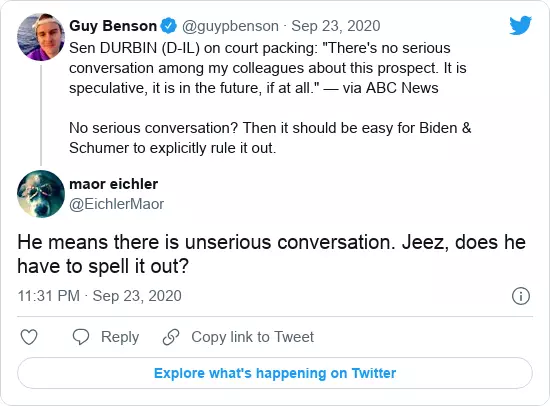 Guy Benson @guypbenson · Sep 23, 2020
Sen DURBIN (D-IL) on court packing: "There's no serious
conversation among my colleagues about this prospect. It is
speculative, it is in the future, if at all." — via ABC News
No serious conversation? Then it should be easy for Biden &
Schumer to explicitly rule it out.
maor eichler
@EichlerMaor
He means there is unserious conversation. Jeez, does he
have to spell it out?
11:31 PM · Sep 23, 2020
Reply Copy link to Tweet
Explore what's happening on Twitter